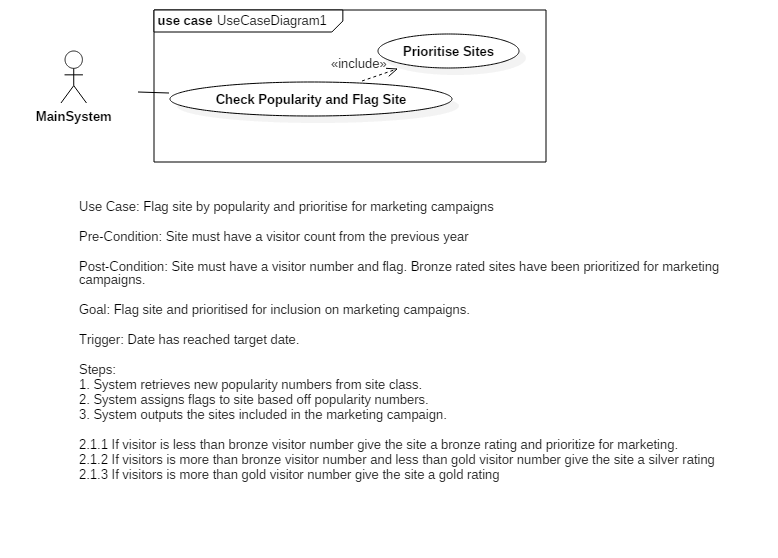 use case UseCaseDiagram1
Prioritise Sites
«include»
Check Popularity and Flag Site
MainSystem
Use Case: Flag site by popularity and prioritise for marketing campaigns
Pre-Condition: Site must have a visitor count from the previous year
Post-Condition: Site must have a visitor number and flag. Bronze rated sites have been prioritized for marketing
campaigns.
Goal: Flag site and prioritised for inclusion on marketing campaigns.
Trigger: Date has reached target date.
Steps:
1. System retrieves new popularity numbers from site class.
2. System assigns flags to site based off popularity numbers.
3. System outputs the sites included in the marketing campaign.
2.1.1 If visitor is less than bronze visitor number give the site a bronze rating and prioritize for marketing.
2.1.2 If visitors is more than bronze visitor number and less than gold visitor number give the site a silver rating
2.1.3 If visitors is more than gold visitor number give the site a gold rating